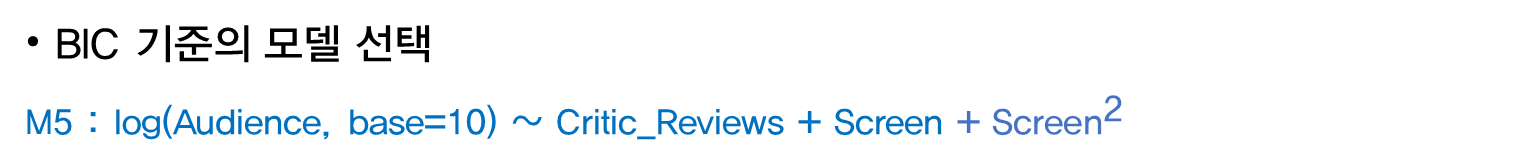 • BIC 기준의 모델 선택
M5 : log(Audience, base=10) ~ Critic_Reviews + Screen + Screen²